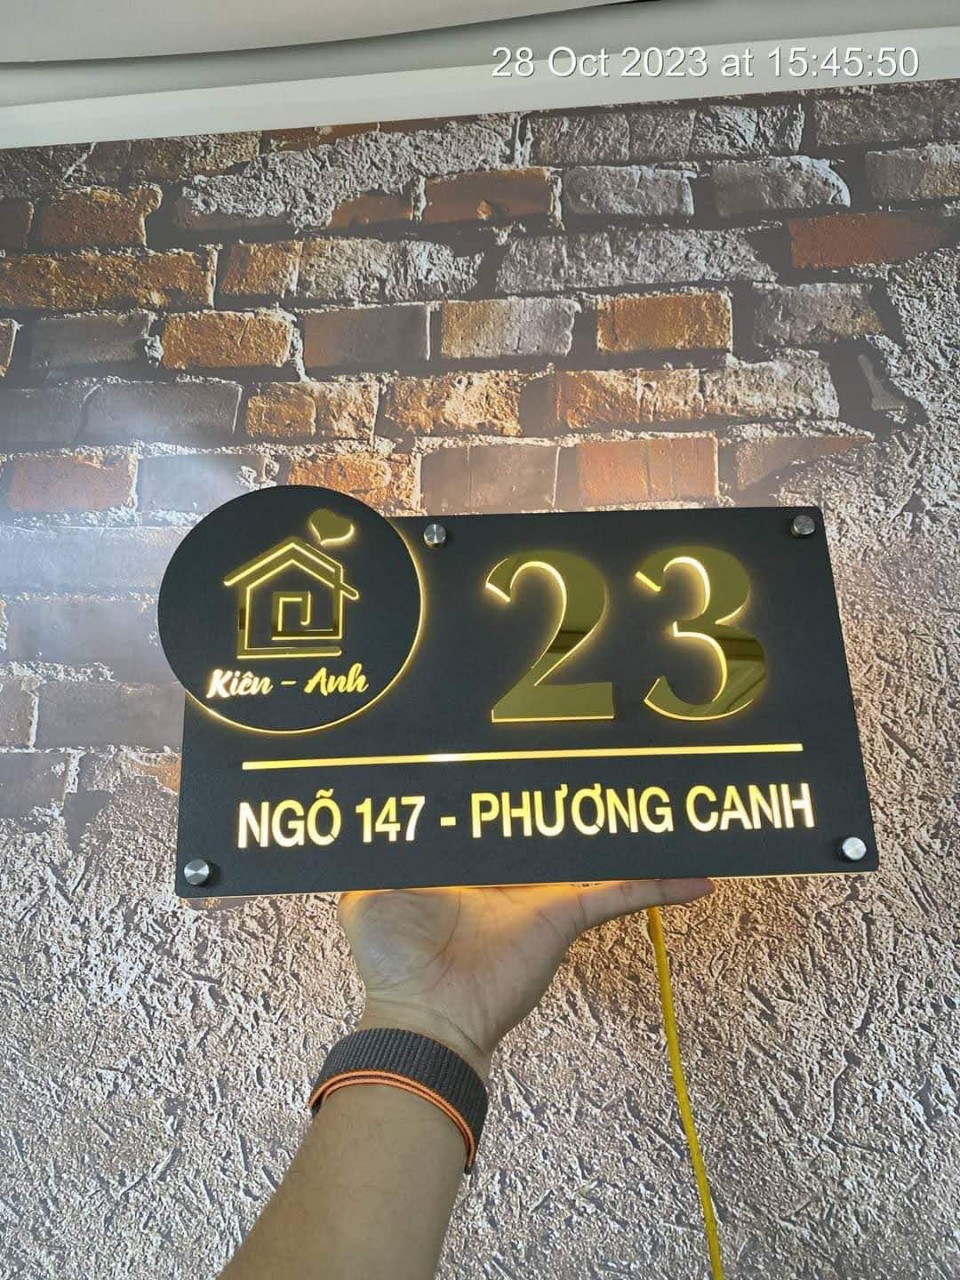 28 Oct 2023 at 15:45:50
23
Kiên - Anh
NGÕ 147 - PHƯƠNG CANH